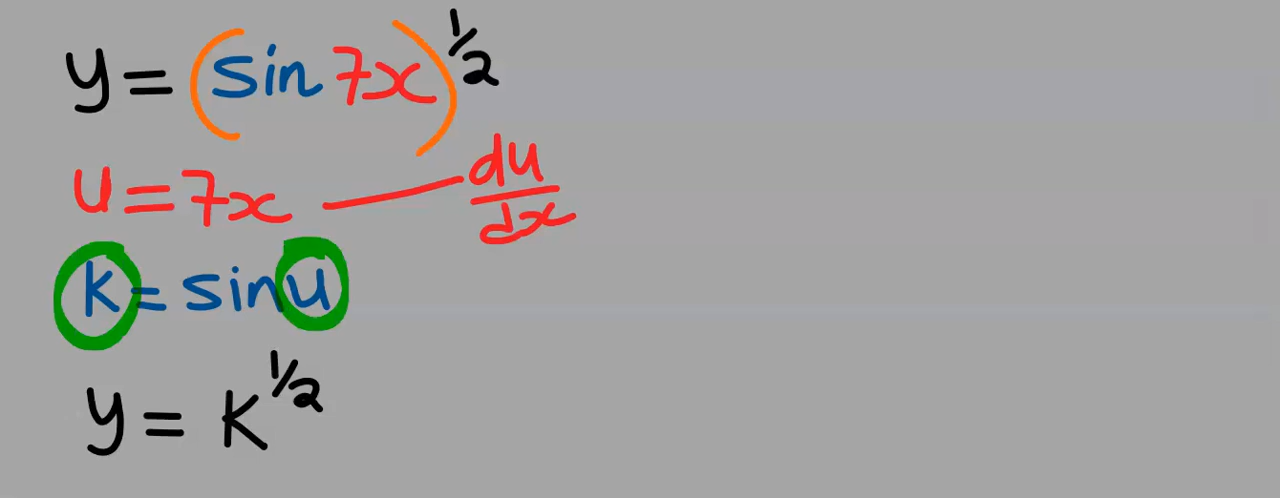 y = (sin 7x)^½
u = 7x — du/dx
k = sin u
y = k^½